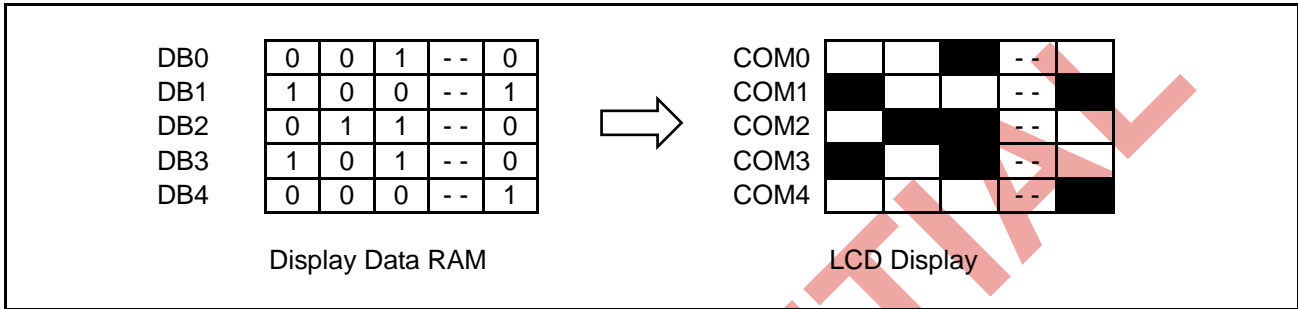 DB0 0 0 1 - - 0 COM0 - -
DB1 1 0 0 - - 1 COM1 - -
DB2 0 1 1 - - 0 COM2 - -
DB3 1 0 1 - - 0 COM3 - -
DB4 0 0 0 - - 1 COM4 - -
Display Data RAM LCD Display
TIAL